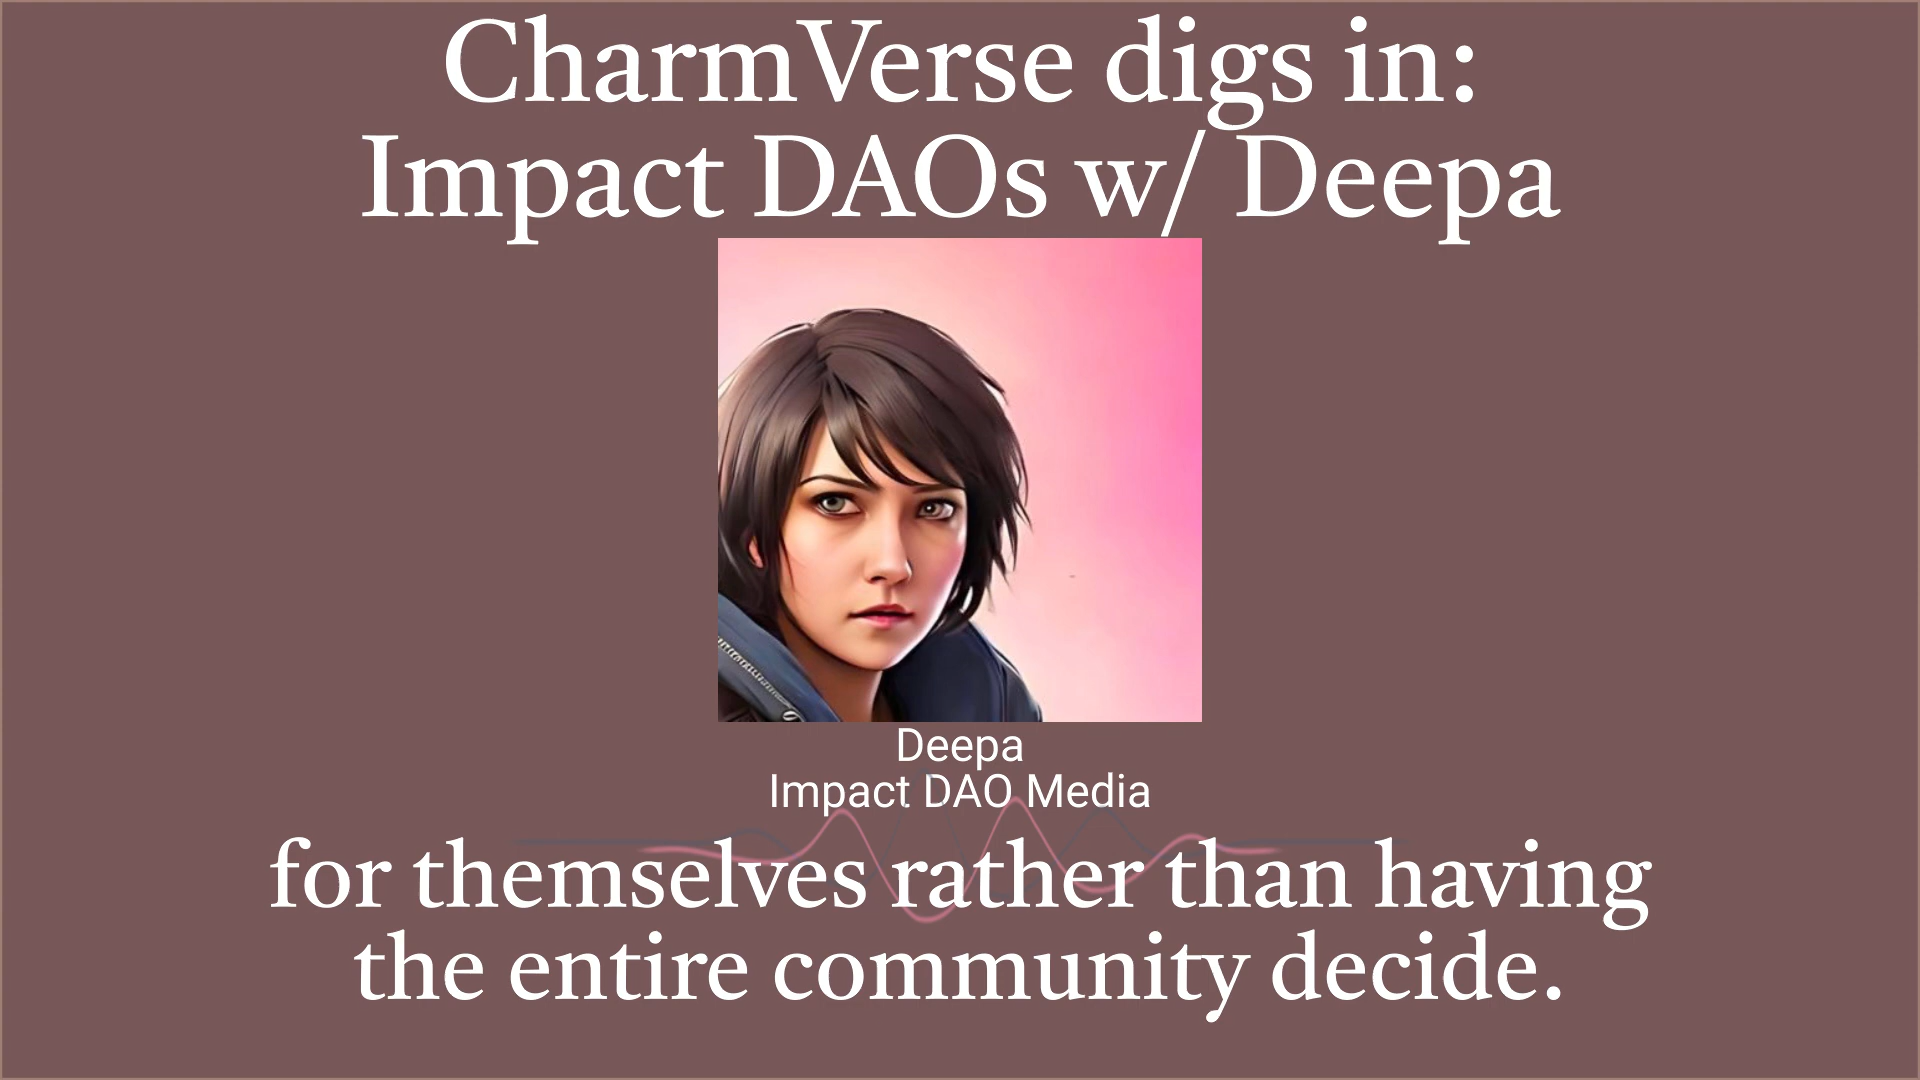 CharmVerse digs in:
Impact DAOs w/ Deepa
Deepa
Impact DAO Media
for themselves rather than having
the entire community decide.